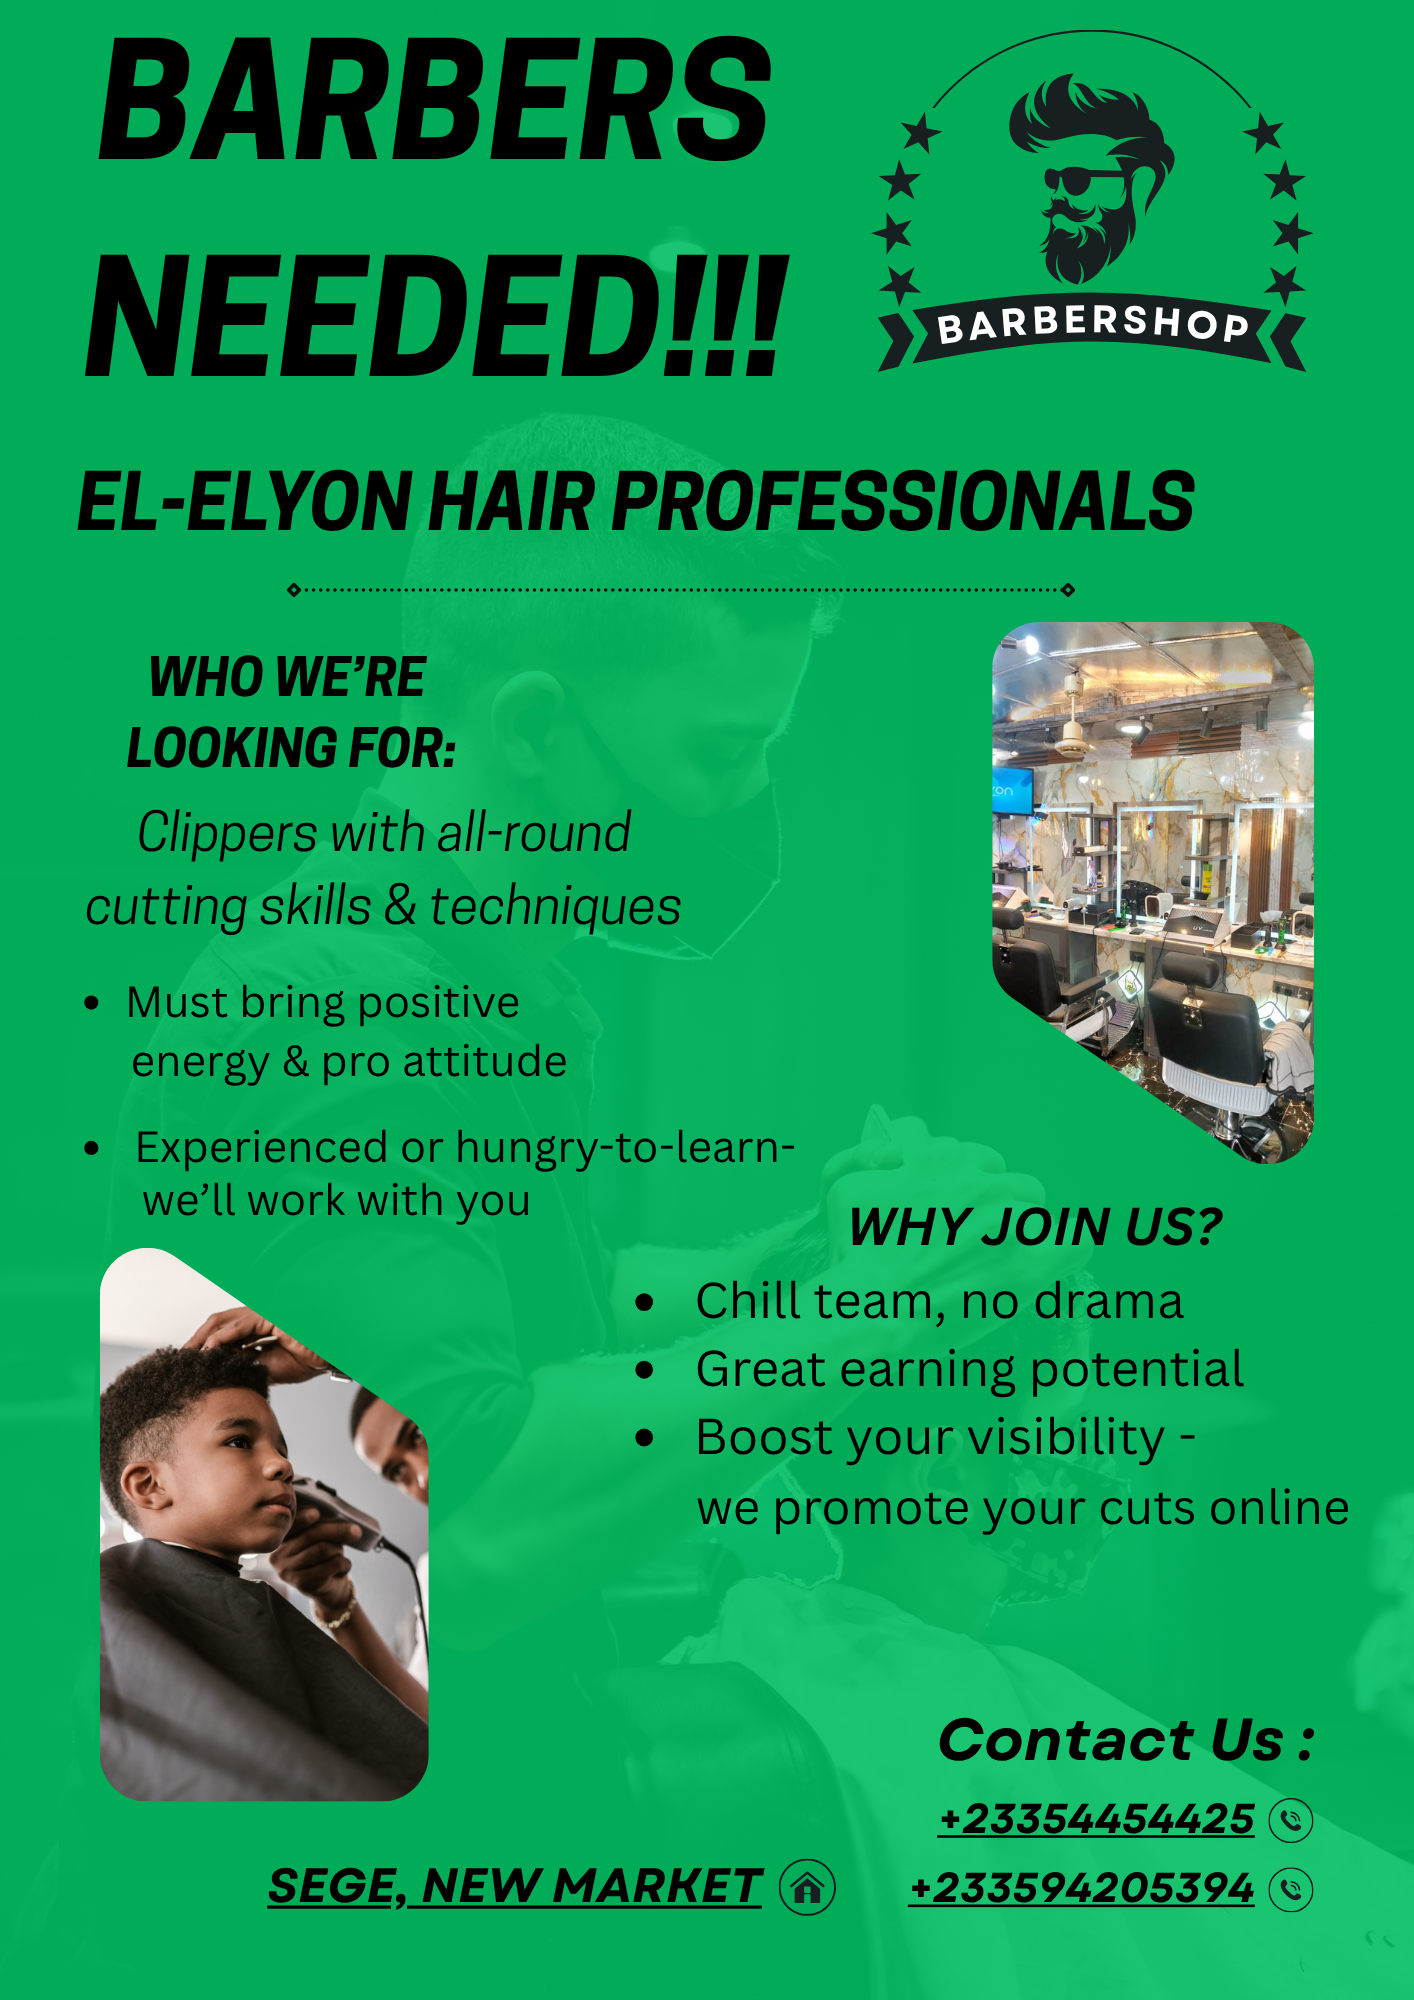 BARBERS
NEEDED!!!
BARBERSHOP
EL-ELYON HAIR PROFESSIONALS
WHO WE’RE
LOOKING FOR:
Clippers with all-round
cutting skills & techniques
• Must bring positive
energy & pro attitude
• Experienced or hungry-to-learn-
we’ll work with you
UV
WHY JOIN US?
• Chill team, no drama
• Great earning potential
• Boost your visibility -
we promote your cuts online
Contact Us :
+23354454425
+233594205394
SEGE, NEW MARKET